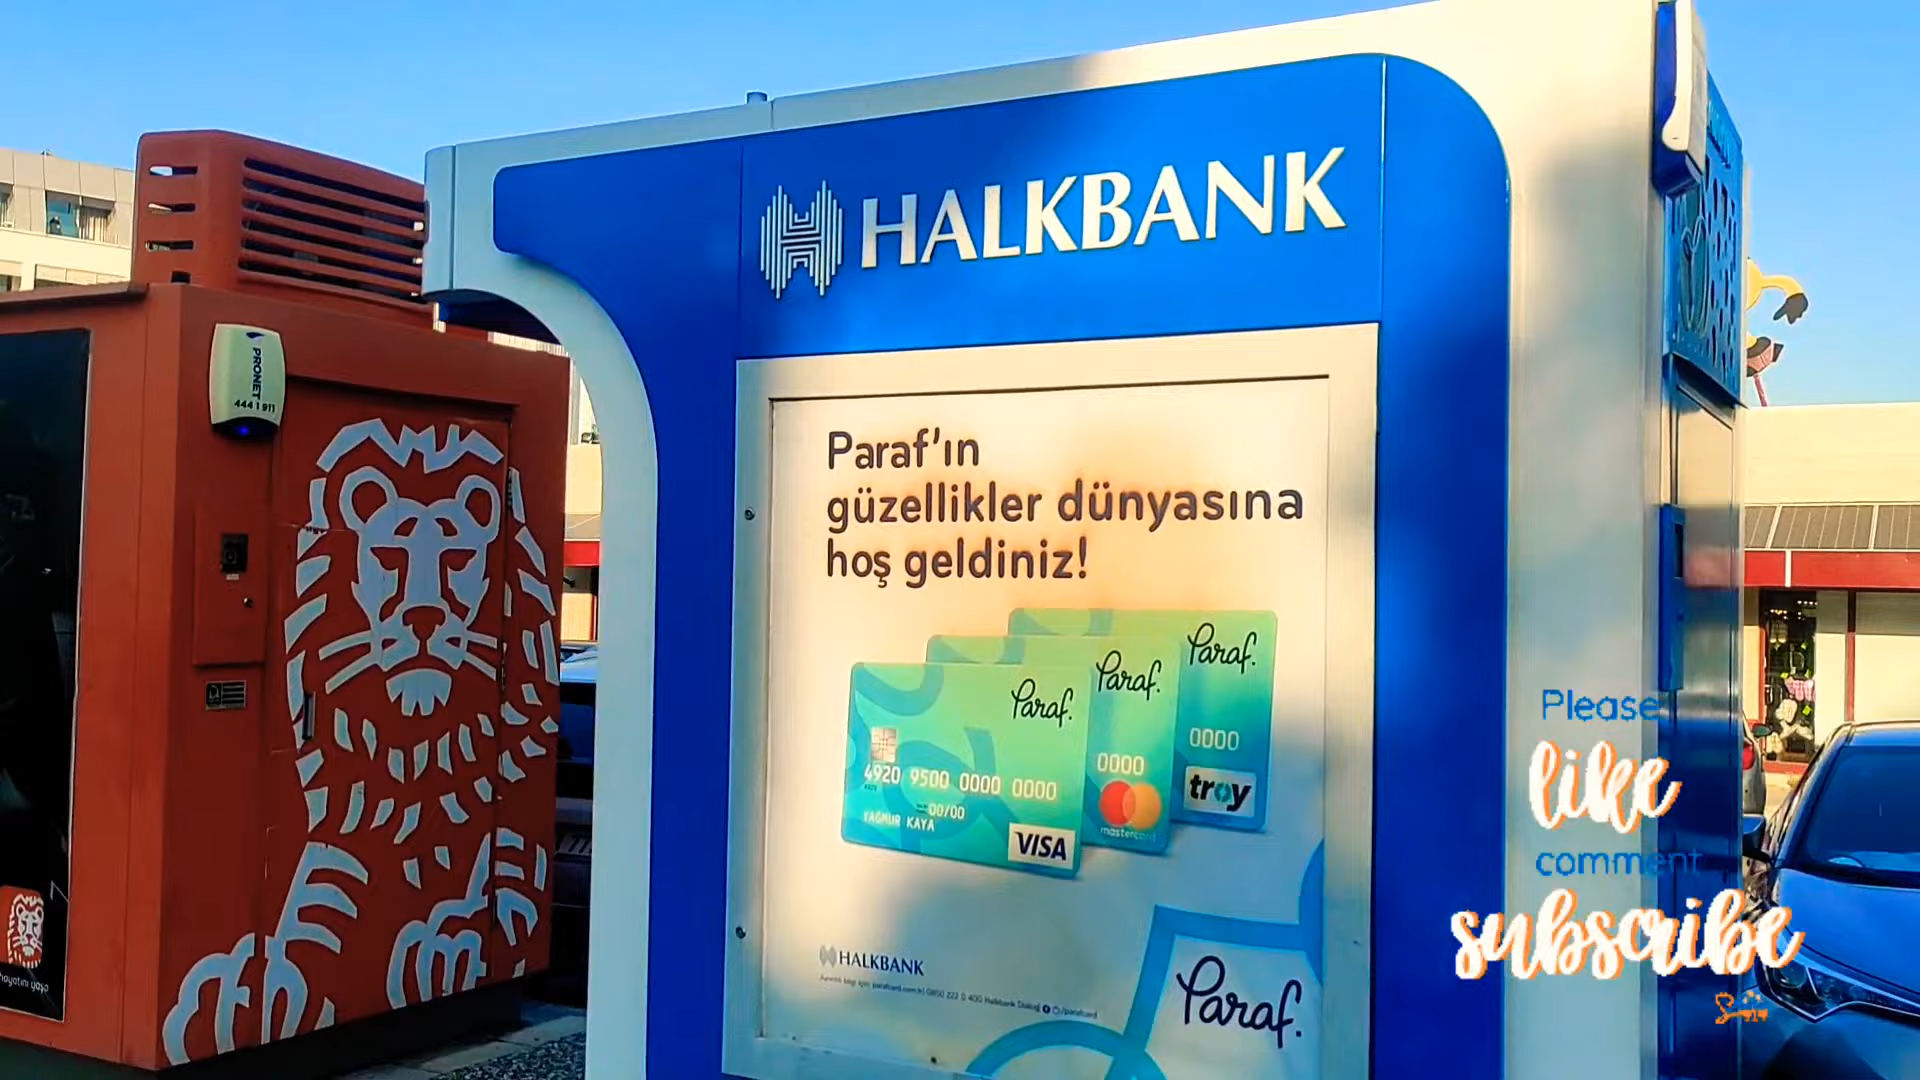 HALKBANK
PRONET
444 1 911
Paraf'ın
güzellikler dünyasına
hoş geldiniz!
Paraf.
Paraf.
Paraf.
0000
0000
troy
4920 9500 0000 0000
00/00
YAĞMUR KAYA
VISA
mastercard
HALKBANK
Paraf.
hayatını yaşa
Please
like
comment
subscribe